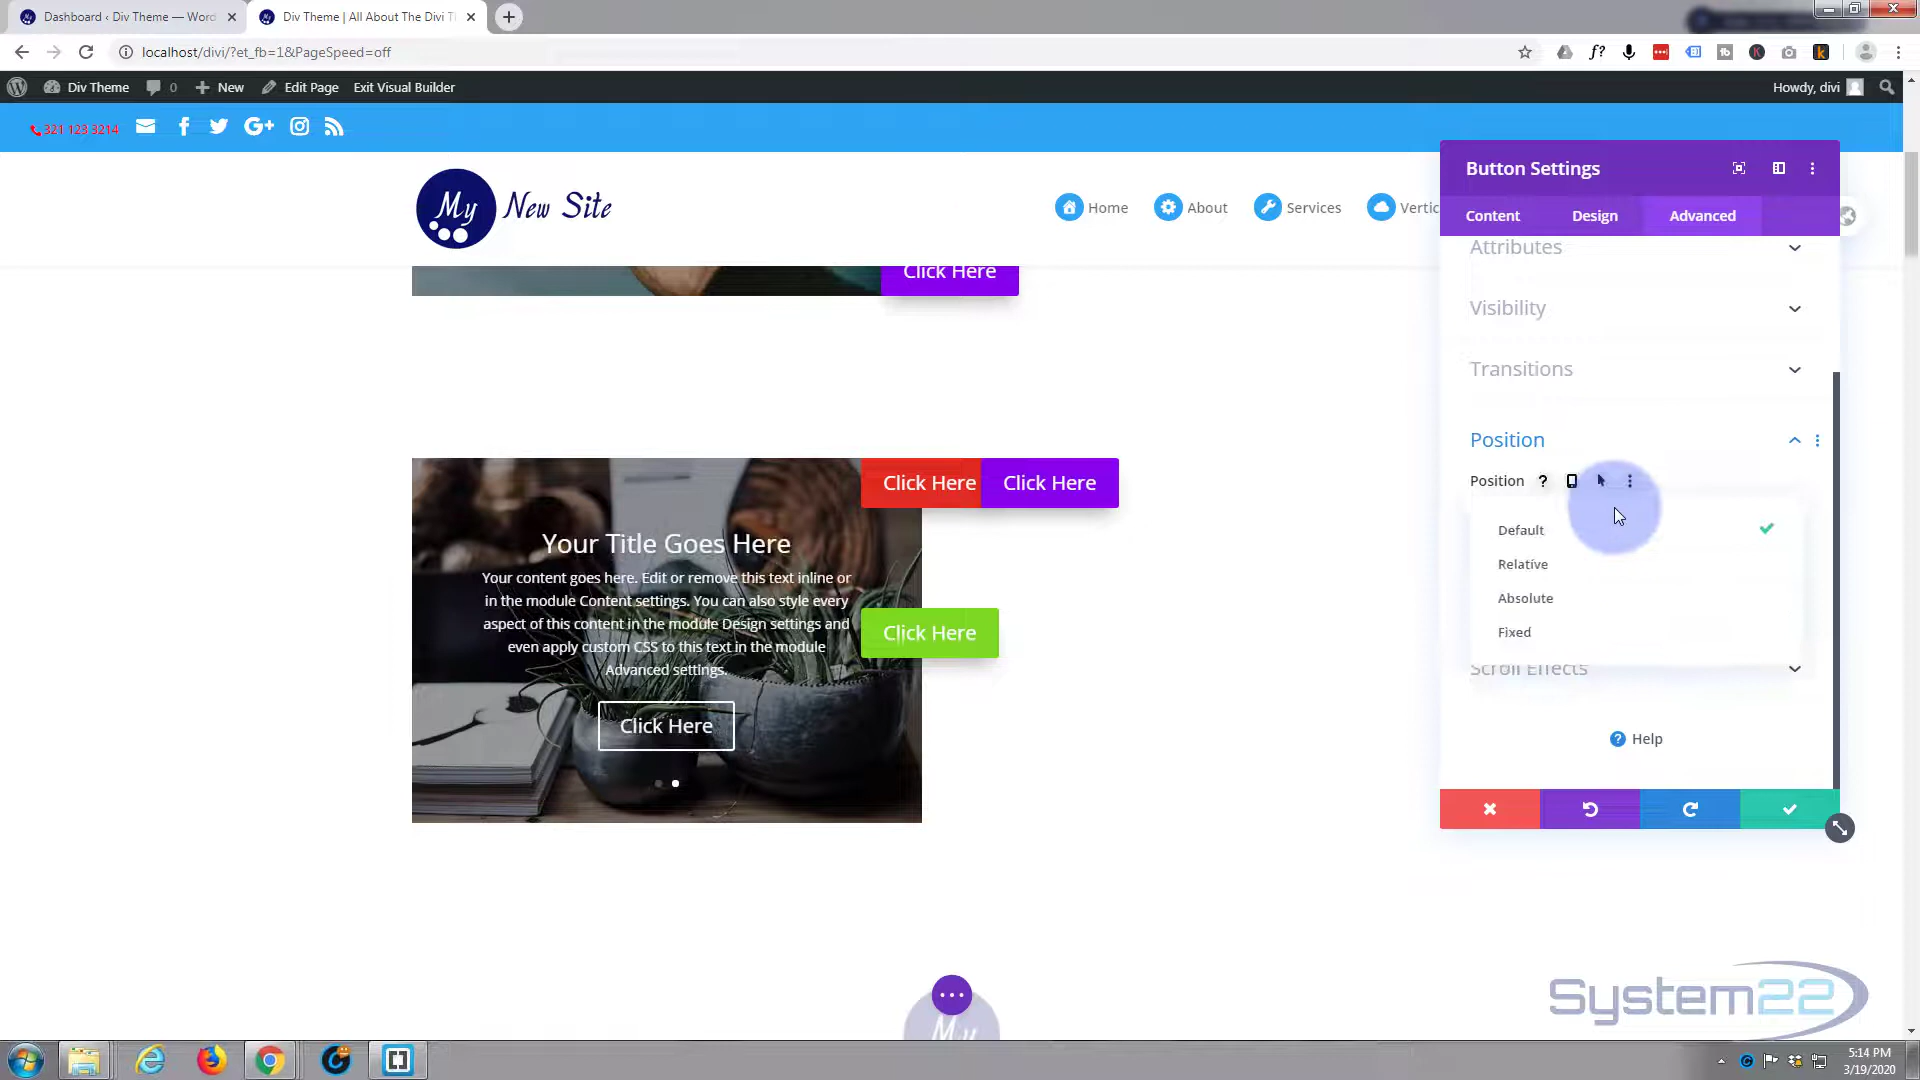 Dashboard ‹ Div Theme — Word
Div Theme | All About The Divi T
localhost/divi/?et_fb=1&PageSpeed=off
Div Theme
0
New
Edit Page
Exit Visual Builder
Howdy, divi
321 123 3214
My New Site
Home
About
Services
Vertic
Click Here
Click Here
Click Here
Your Title Goes Here
Your content goes here. Edit or remove this text inline or
in the module Content settings. You can also style every
aspect of this content in the module Design settings and
even apply custom CSS to this text in the module
Advanced settings.
Click Here
Click Here
Button Settings
Content
Design
Advanced
Attributes
Visibility
Transitions
Position
Position
Default
Relative
Absolute
Fixed
Scroll Effects
Help
My
System22
5:14 PM
3/19/2020